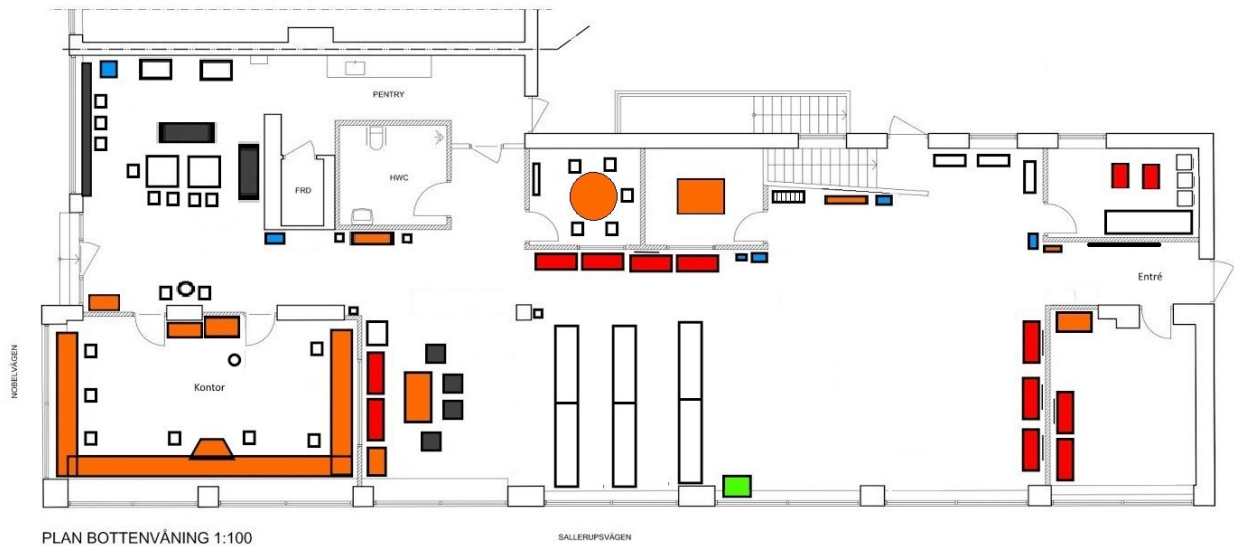 PENTRY
FRD
HWC
Entré
Kontor
NOBELVÄGEN
PLAN BOTTENVÅNING 1:100
SALLERUPSVÄGEN